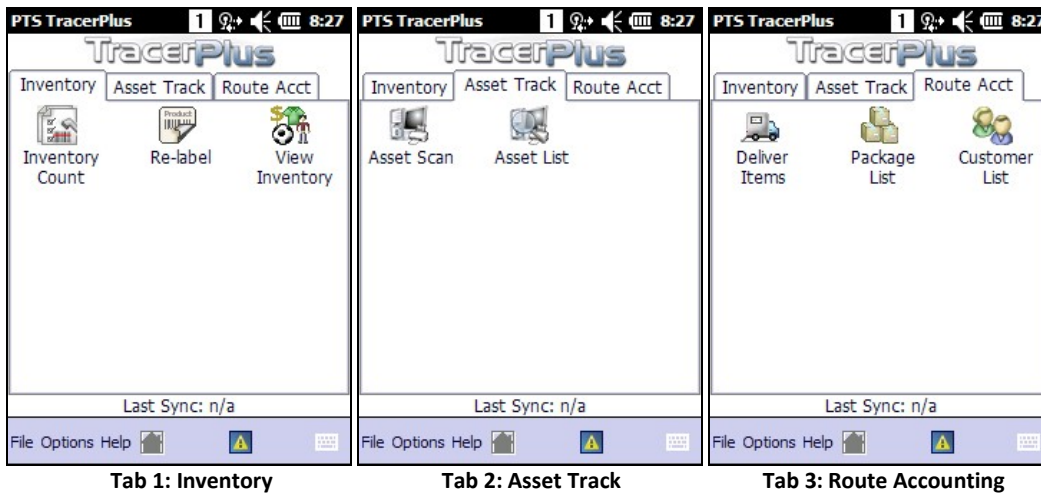 PTS TracerPlus 1 8:27
TracerPlus
Inventory Asset Track Route Acct
Inventory Count
Re-label
View Inventory
Product
Last Sync: n/a
File Options Help
Tab 1: Inventory
PTS TracerPlus 1 8:27
TracerPlus
Inventory Asset Track Route Acct
Asset Scan
Asset List
Last Sync: n/a
File Options Help
Tab 2: Asset Track
PTS TracerPlus 1 8:27
TracerPlus
Inventory Asset Track Route Acct
Deliver Items
Package List
Customer List
Last Sync: n/a
File Options Help
Tab 3: Route Accounting